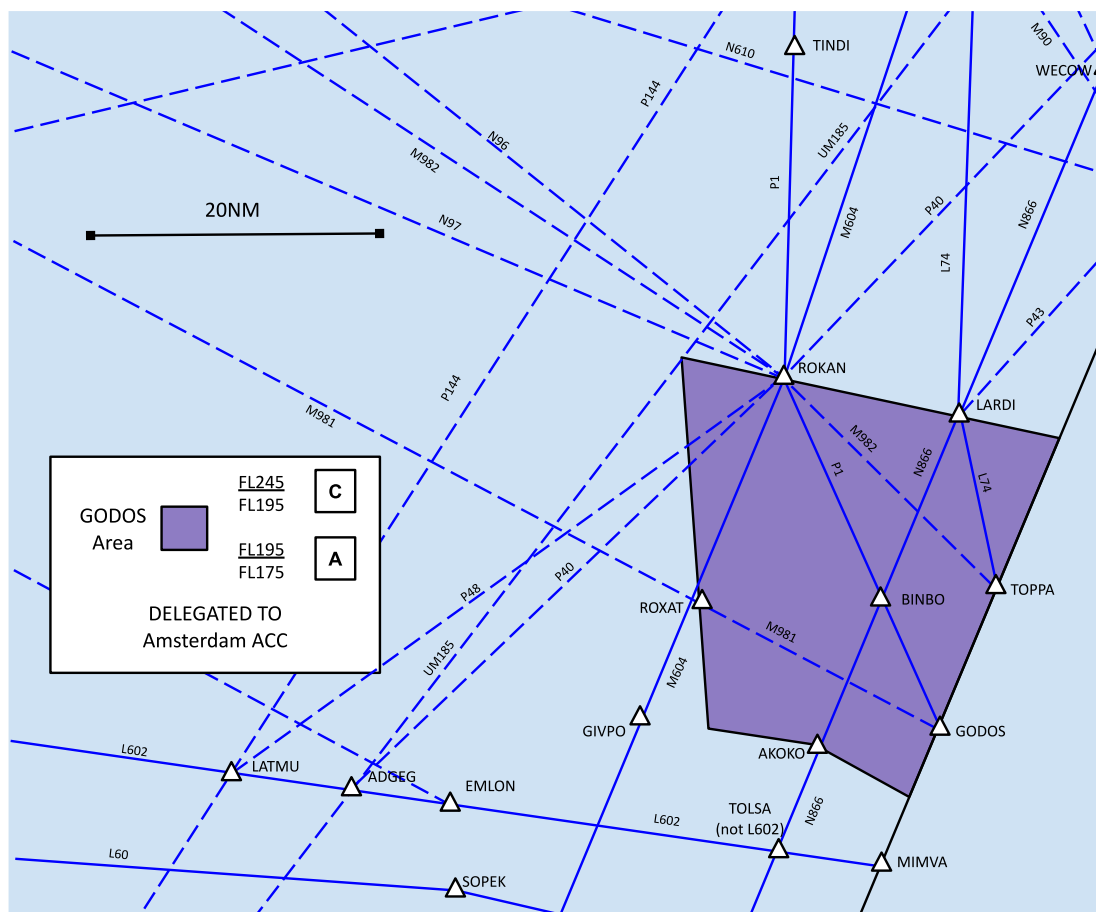 TINDI
N610
M90
WECOW
P144
UM185
N96
M982
P1
M604
P40
N866
20NM
N97
L74
P43
ROKAN
P144
M981
LARDI
M982
N866
P1
L74
GODOS
Area
FL245
FL195
C
FL195
FL175
A
DELEGATED TO
Amsterdam ACC
P48
P40
UM185
ROXAT
BINBO
TOPPA
M981
M604
GIVPO
AKOKO
GODOS
L602
LATMU
ADGEG
EMLON
L602
TOLSA
(not L602)
N866
MIMVA
L60
SOPEK